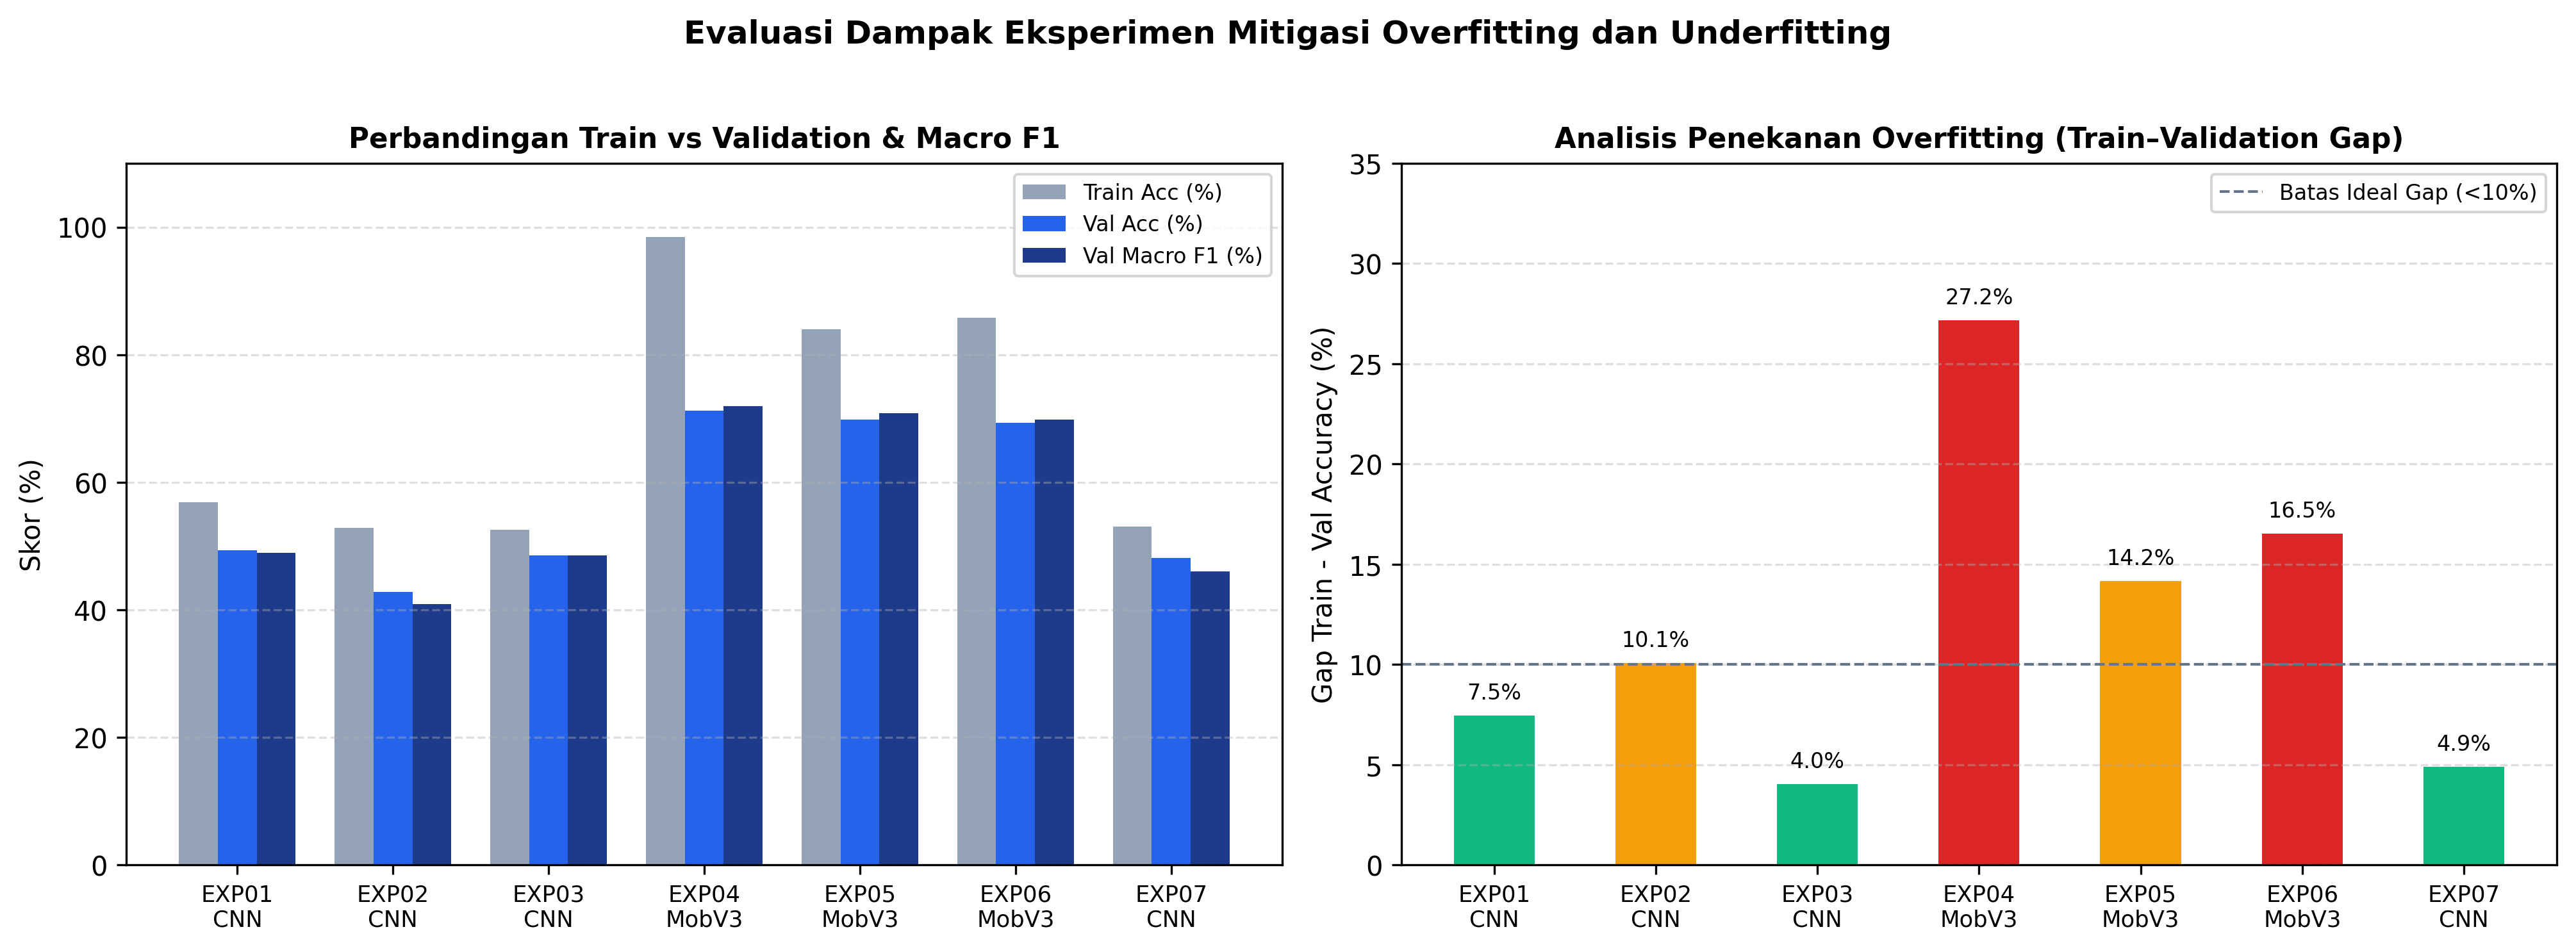 Evaluasi Dampak Eksperimen Mitigasi Overfitting dan Underfitting
Perbandingan Train vs Validation & Macro F1
Skor (%)
100
80
60
40
20
0
Train Acc (%)
Val Acc (%)
Val Macro F1 (%)
EXP01 EXP02 EXP03 EXP04 EXP05 EXP06 EXP07
CNN CNN CNN MobV3 MobV3 MobV3 CNN
Analisis Penekanan Overfitting (Train–Validation Gap)
Gap Train - Val Accuracy (%)
35
30
25
20
15
10
5
0
Batas Ideal Gap (<10%)
7.5%
10.1%
4.0%
27.2%
14.2%
16.5%
4.9%
EXP01 EXP02 EXP03 EXP04 EXP05 EXP06 EXP07
CNN CNN CNN MobV3 MobV3 MobV3 CNN